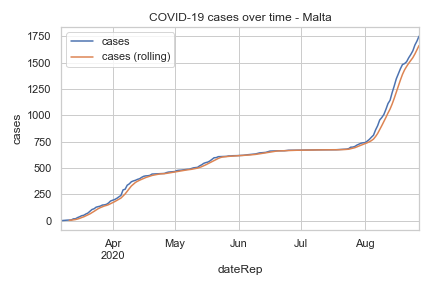 COVID-19 cases over time - Malta
cases
cases (rolling)
1750
1500
1250
1000
750
500
250
0
cases
Apr
2020
May
Jun
Jul
Aug
dateRep